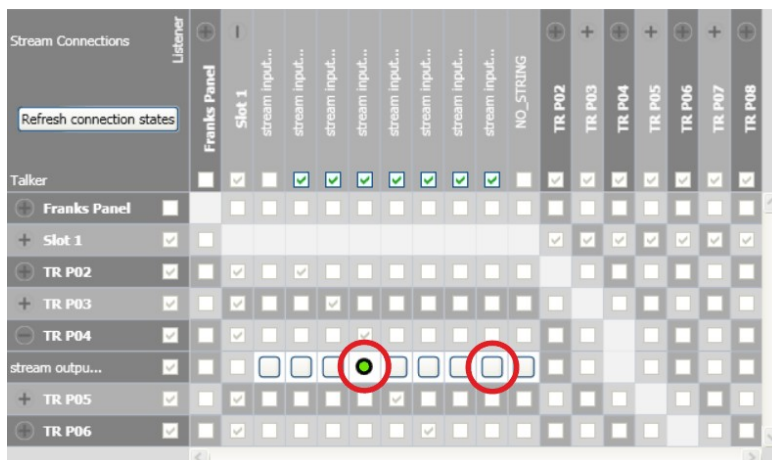 Stream Connections
Listener
Refresh connection states
Talker
Franks Panel
Slot 1
stream input...
stream input...
stream input...
stream input...
stream input...
stream input...
stream input...
stream input...
NO_STRING
TR P02
TR P03
TR P04
TR P05
TR P06
TR P07
TR P08
Franks Panel
Slot 1
TR P02
TR P03
TR P04
stream outpu...
TR P05
TR P06